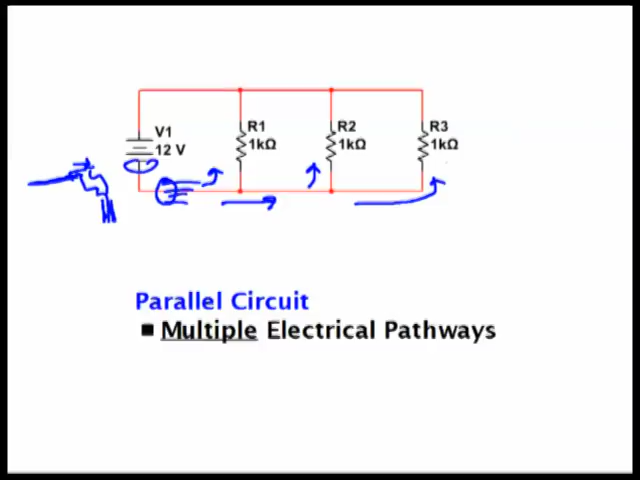 V1
12 V
R1
1kΩ
R2
1kΩ
R3
1kΩ
Parallel Circuit
■ Multiple Electrical Pathways